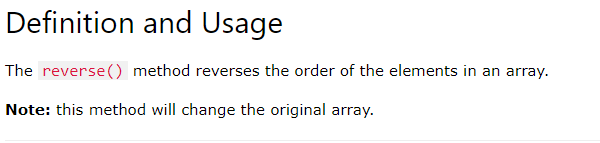 Definition and Usage
The reverse() method reverses the order of the elements in an array.
Note: this method will change the original array.